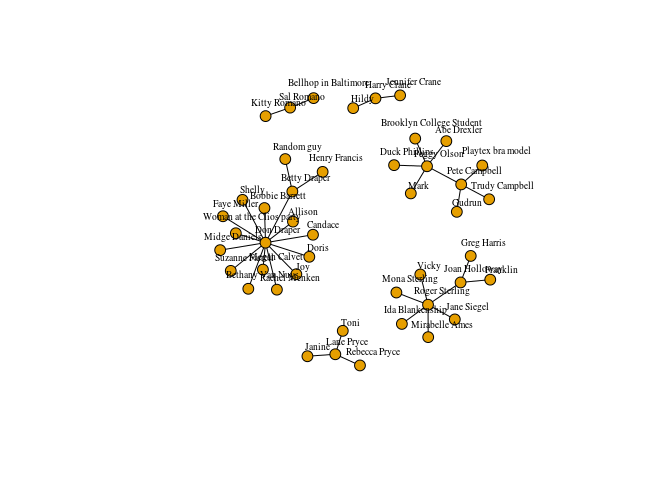 Bellhop in Baltimore
Sal Romano
Kitty Romano
Jennifer Crane
Harry Crane
Hildy
Brooklyn College Student
Abe Drexler
Duck Phillips
Peggy Olson
Playtex bra model
Pete Campbell
Mark
Trudy Campbell
Gudrun
Random guy
Henry Francis
Betty Draper
Shelly
Bobbie Barrett
Faye Miller
Allison
Woman at the Clios party
Candace
Don Draper
Midge Daniels
Doris
Suzanne Farrell
Megan Calvet
Joy
Bethany Van Nuys
Rachel Menken
Greg Harris
Vicky
Joan Holloway
Franklin
Mona Sterling
Roger Sterling
Ida Blankenship
Jane Siegel
Mirabelle Ames
Toni
Lane Pryce
Janine
Rebecca Pryce